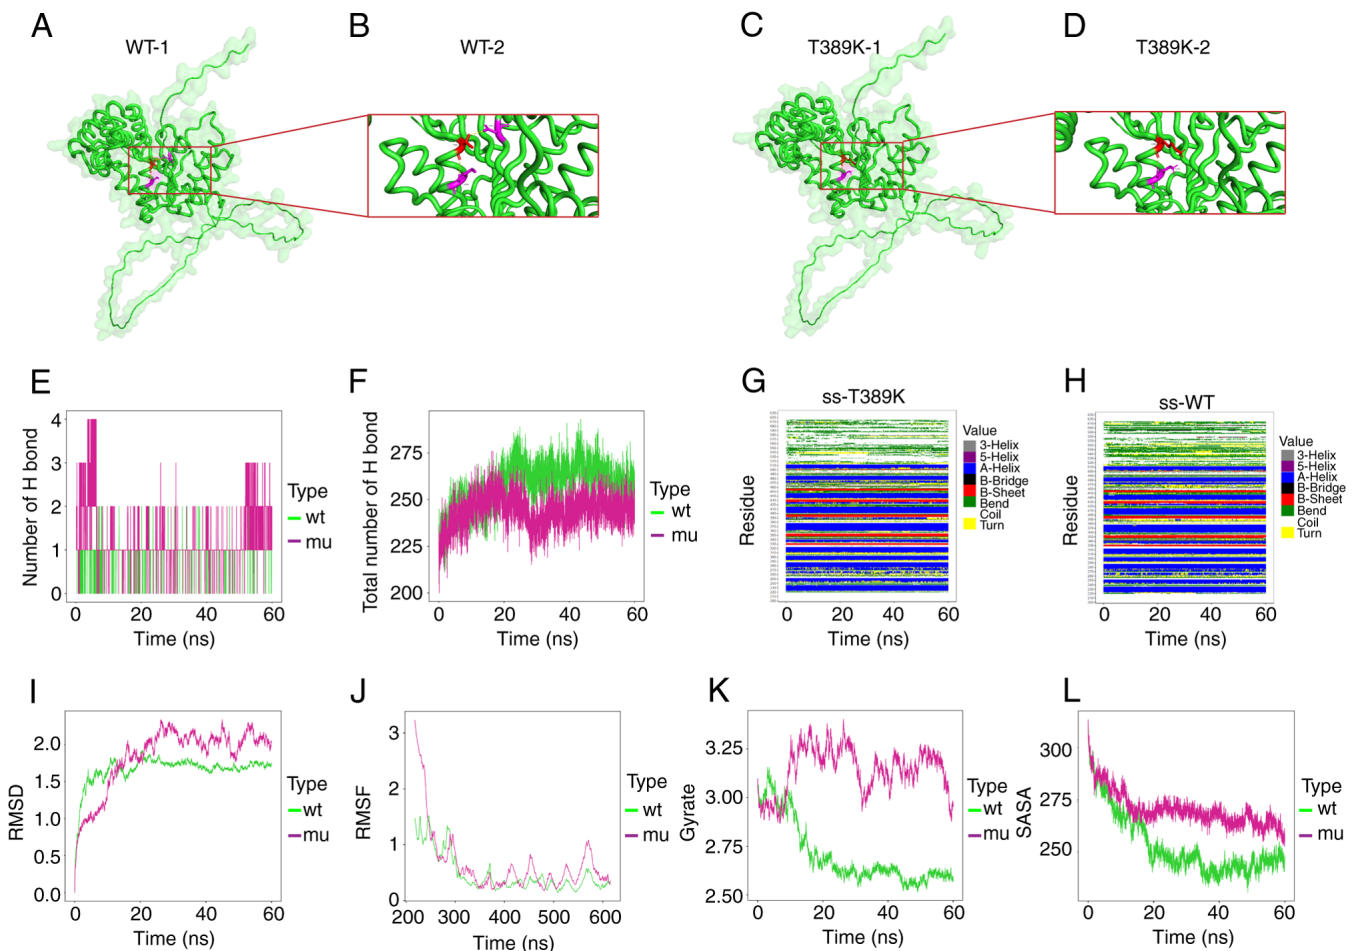 A
WT-1
B
WT-2
C
T389K-1
D
T389K-2
E
Number of H bond
4
3
2
1
0
0 20 40 60
Time (ns)
Type
wt
mu
F
Total number of H bond
275
250
225
200
0 20 40 60
Time (ns)
Type
wt
mu
G
ss-T389K
Residue
0 20 40 60
Time (ns)
Value
3-Helix
5-Helix
A-Helix
B-Bridge
B-Sheet
Bend
Coil
Turn
H
ss-WT
Residue
0 20 40 60
Time (ns)
Value
3-Helix
5-Helix
A-Helix
B-Bridge
B-Sheet
Bend
Coil
Turn
I
RMSD
2.0
1.5
1.0
0.5
0.0
0 20 40 60
Time (ns)
Type
wt
mu
J
RMSF
3
2
1
0
200 300 400 500 600
Time (ns)
Type
wt
mu
K
Gyrate
3.25
3.00
2.75
2.50
0 20 40 60
Time (ns)
Type
wt
mu
L
SASA
300
275
250
0 20 40 60
Time (ns)
Type
wt
mu